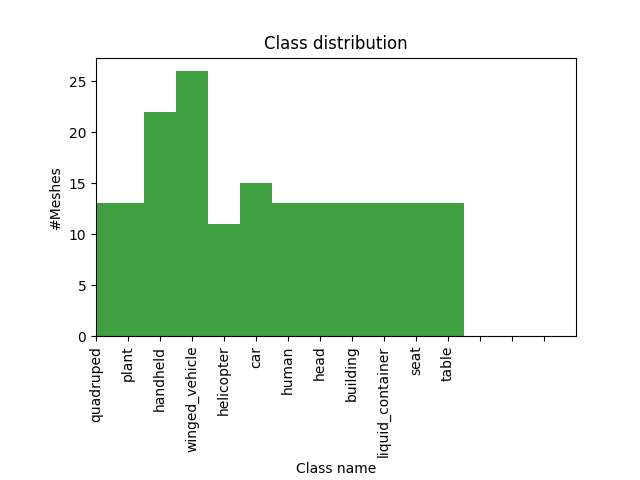 Class distribution
#Meshes
25
20
15
10
5
0
quadruped
plant
handheld
winged_vehicle
helicopter
car
human
head
building
liquid_container
seat
table
Class name